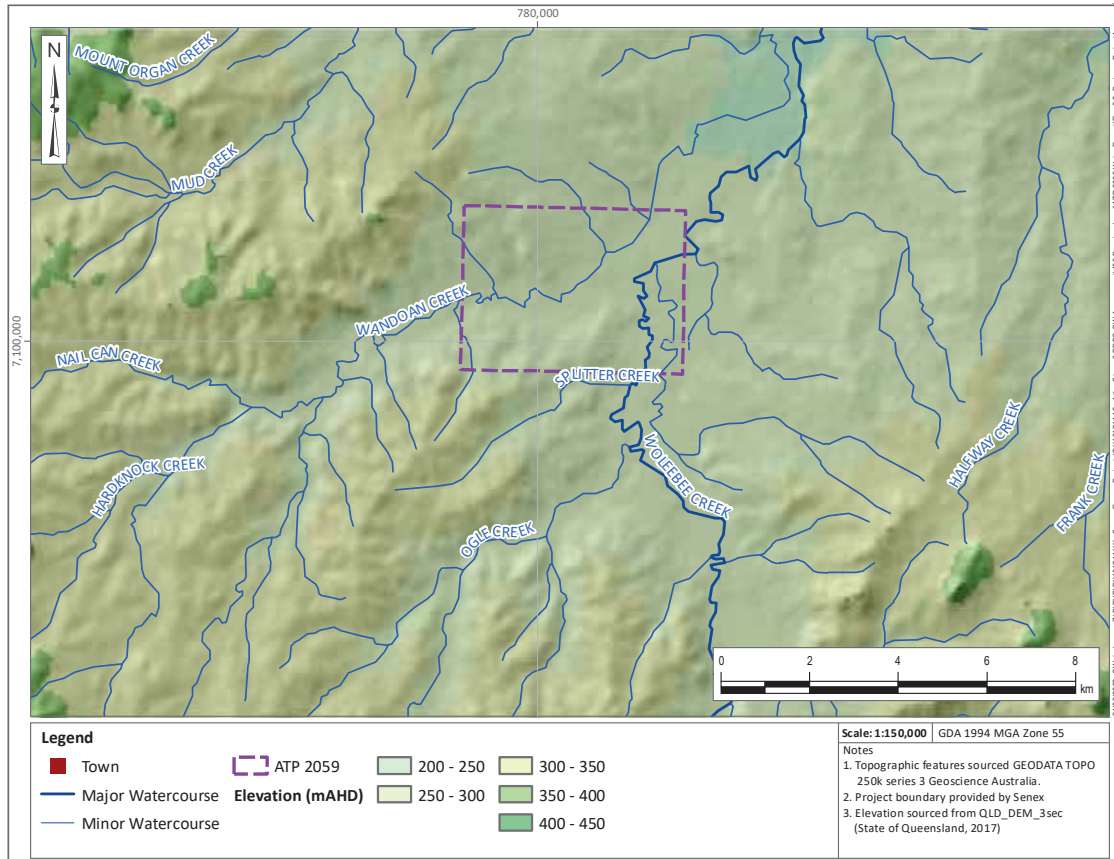 780,000
7,100,000
N
MOUNT ORGAN CREEK
MUD CREEK
WANDOAN CREEK
NAIL CAN CREEK
SPLITTER CREEK
HARDKNOCK CREEK
WOLEEBEE CREEK
HALFWAY CREEK
FRANK CREEK
OGLE CREEK
0 2 4 6 8
km
Legend
Town
Major Watercourse
Minor Watercourse
ATP 2059
Elevation (mAHD)
200 - 250
250 - 300
300 - 350
350 - 400
400 - 450
Scale: 1:150,000 GDA 1994 MGA Zone 55
Notes
1. Topographic features sourced GEODATA TOPO
250k series 3 Geoscience Australia.
2. Project boundary provided by Senex
3. Elevation sourced from QLD_DEM_3sec
(State of Queensland, 2017)